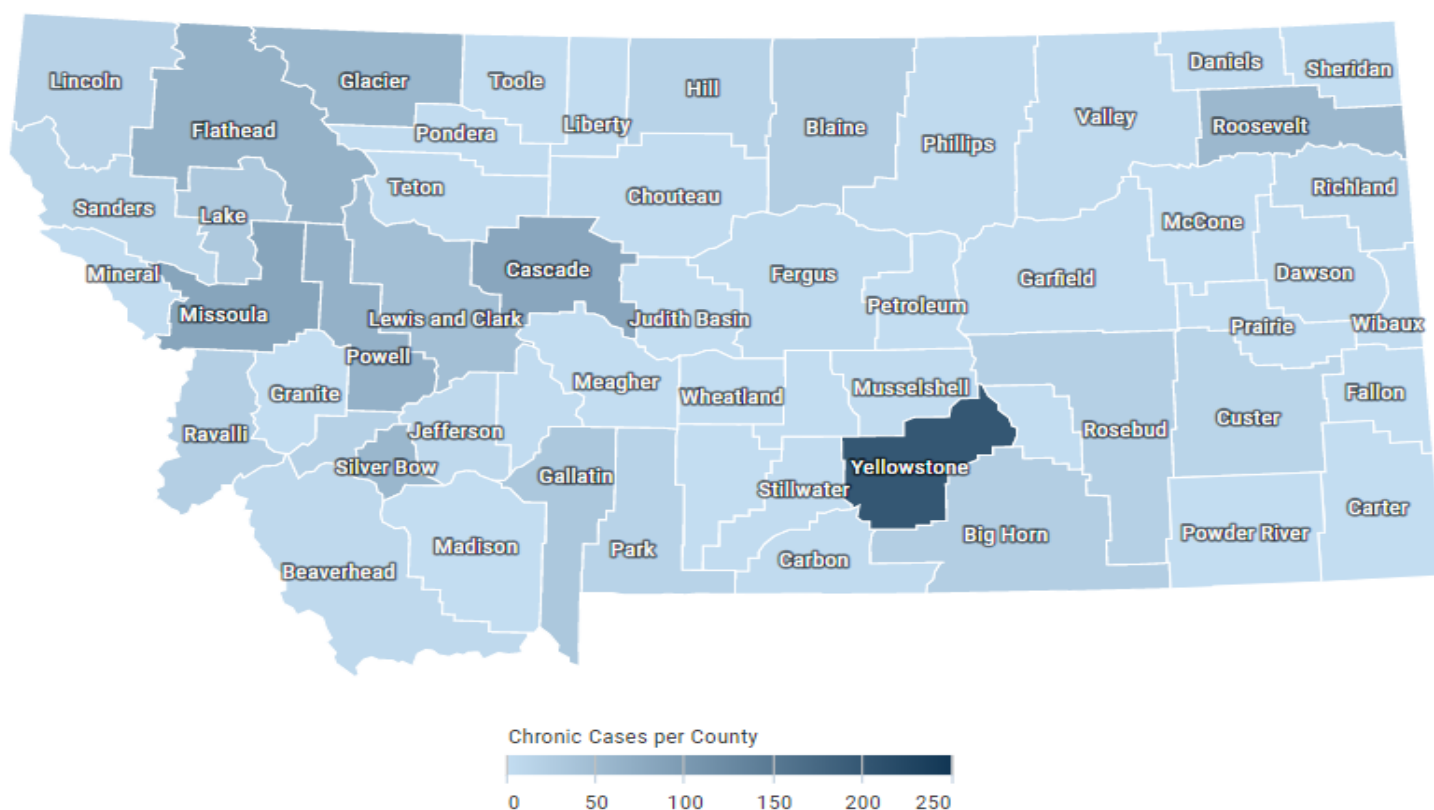 Lincoln
Glacier
Toole
Hill
Daniels
Sheridan
Flathead
Pondera
Liberty
Blaine
Phillips
Valley
Roosevelt
Teton
Chouteau
Richland
Sanders
Lake
McCone
Mineral
Cascade
Fergus
Garfield
Dawson
Missoula
Lewis and Clark
Judith Basin
Petroleum
Prairie
Wibaux
Powell
Granite
Meagher
Wheatland
Musselshell
Fallon
Ravalli
Jefferson
Rosebud
Custer
Silver Bow
Gallatin
Stillwater
Yellowstone
Carter
Beaverhead
Madison
Park
Carbon
Big Horn
Powder River
Chronic Cases per County
0 50 100 150 200 250